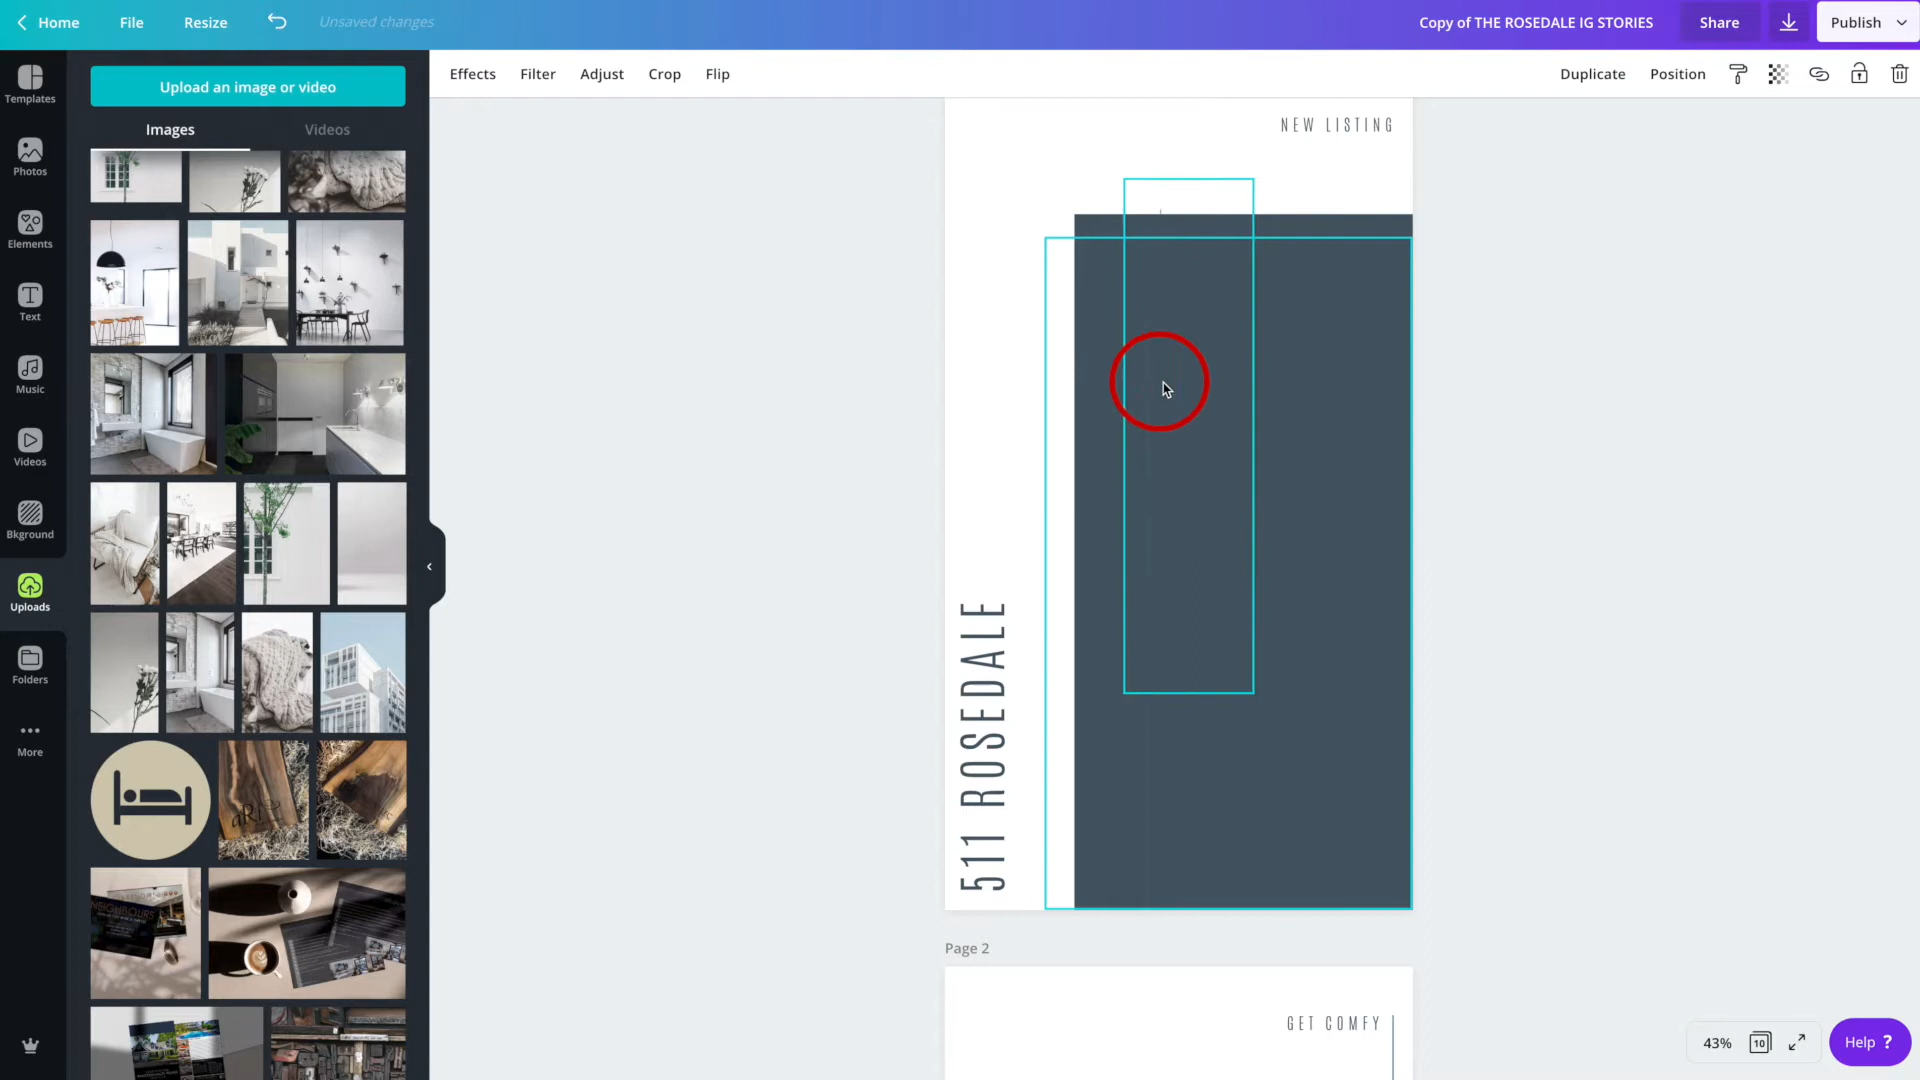 Home
File
Resize
Unsaved changes
Copy of THE ROSEDALE IG STORIES
Share
Publish
Templates
Photos
Elements
Text
Music
Videos
Bkground
Uploads
Folders
More
Upload an image or video
Images
Videos
Effects
Filter
Adjust
Crop
Flip
Duplicate
Position
NEW LISTING
511 ROSEDALE
Page 2
GET COMFY
NEIGHBOURS
43%
10
Help ?